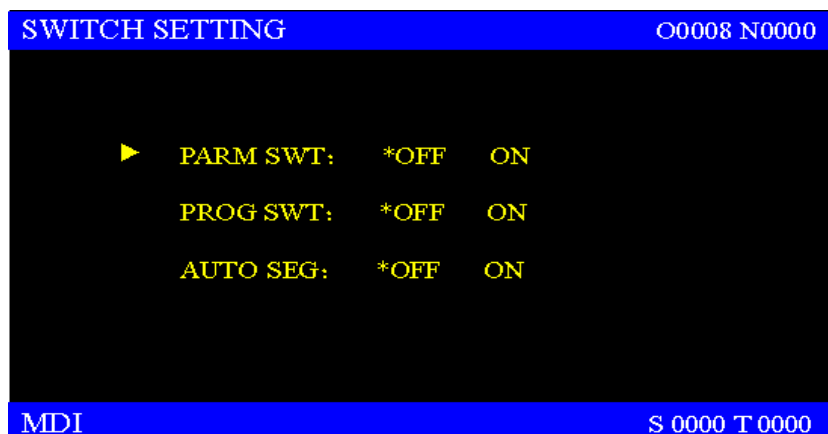 SWITCH SETTING O0008 N0000
PARM SWT: *OFF ON
PROG SWT: *OFF ON
AUTO SEG: *OFF ON
MDI S 0000 T 0000